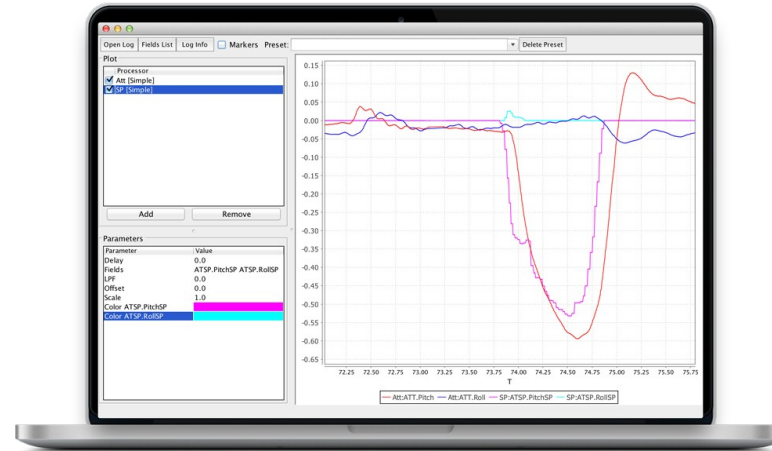 Open Log Fields List Log Info Markers Preset: Delete Preset
Plot
Processor
Att [Simple]
SP [Simple]
Add Remove
Parameters
Parameter Value
Delay 0.0
Fields ATSP.PitchSP ATSP.RollSP
LPF 0.0
Offset 0.0
Scale 1.0
Color ATSP.PitchSP
Color ATSP.RollSP
0.15
0.10
0.05
0.00
-0.05
-0.10
-0.15
-0.20
-0.25
-0.30
-0.35
-0.40
-0.45
-0.50
-0.55
-0.60
-0.65
72.25 72.50 72.75 73.00 73.25 73.50 73.75 74.00 74.25 74.50 74.75 75.00 75.25 75.50 75.75
T
Att:ATT.Pitch Att:ATT.Roll SP:ATSP.PitchSP SP:ATSP.RollSP